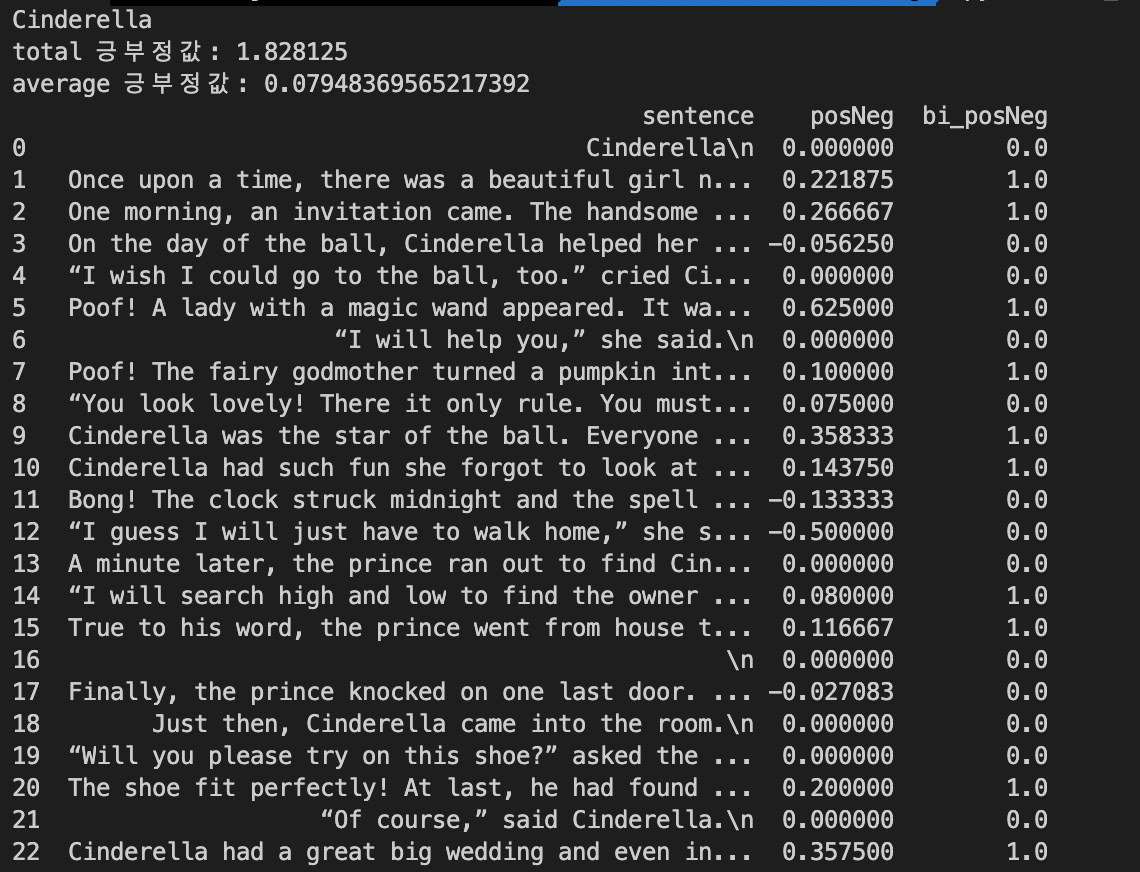 Cinderella
total 긍부정값: 1.828125
average 긍부정값: 0.07948369565217392
sentence posNeg bi_posNeg
0 Cinderella\n 0.000000 0.0
1 Once upon a time, there was a beautiful girl n... 0.221875 1.0
2 One morning, an invitation came. The handsome ... 0.266667 1.0
3 On the day of the ball, Cinderella helped her ... −0.056250 0.0
4 “I wish I could go to the ball, too.” cried Ci... 0.000000 0.0
5 Poof! A lady with a magic wand appeared. It wa... 0.625000 1.0
6 “I will help you,” she said.\n 0.000000 0.0
7 Poof! The fairy godmother turned a pumpkin int... 0.100000 1.0
8 “You look lovely! There it only rule. You must... 0.075000 0.0
9 Cinderella was the star of the ball. Everyone ... 0.358333 1.0
10 Cinderella had such fun she forgot to look at ... 0.143750 1.0
11 Bong! The clock struck midnight and the spell ... −0.133333 0.0
12 “I guess I will just have to walk home,” she s... −0.500000 0.0
13 A minute later, the prince ran out to find Cin... 0.000000 0.0
14 “I will search high and low to find the owner ... 0.080000 1.0
15 True to his word, the prince went from house t... 0.116667 1.0
16 \n 0.000000 0.0
17 Finally, the prince knocked on one last door. ... −0.027083 0.0
18 Just then, Cinderella came into the room.\n 0.000000 0.0
19 “Will you please try on this shoe?” asked the ... 0.000000 0.0
20 The shoe fit perfectly! At last, he had found ... 0.200000 1.0
21 “Of course,” said Cinderella.\n 0.000000 0.0
22 Cinderella had a great big wedding and even in... 0.357500 1.0